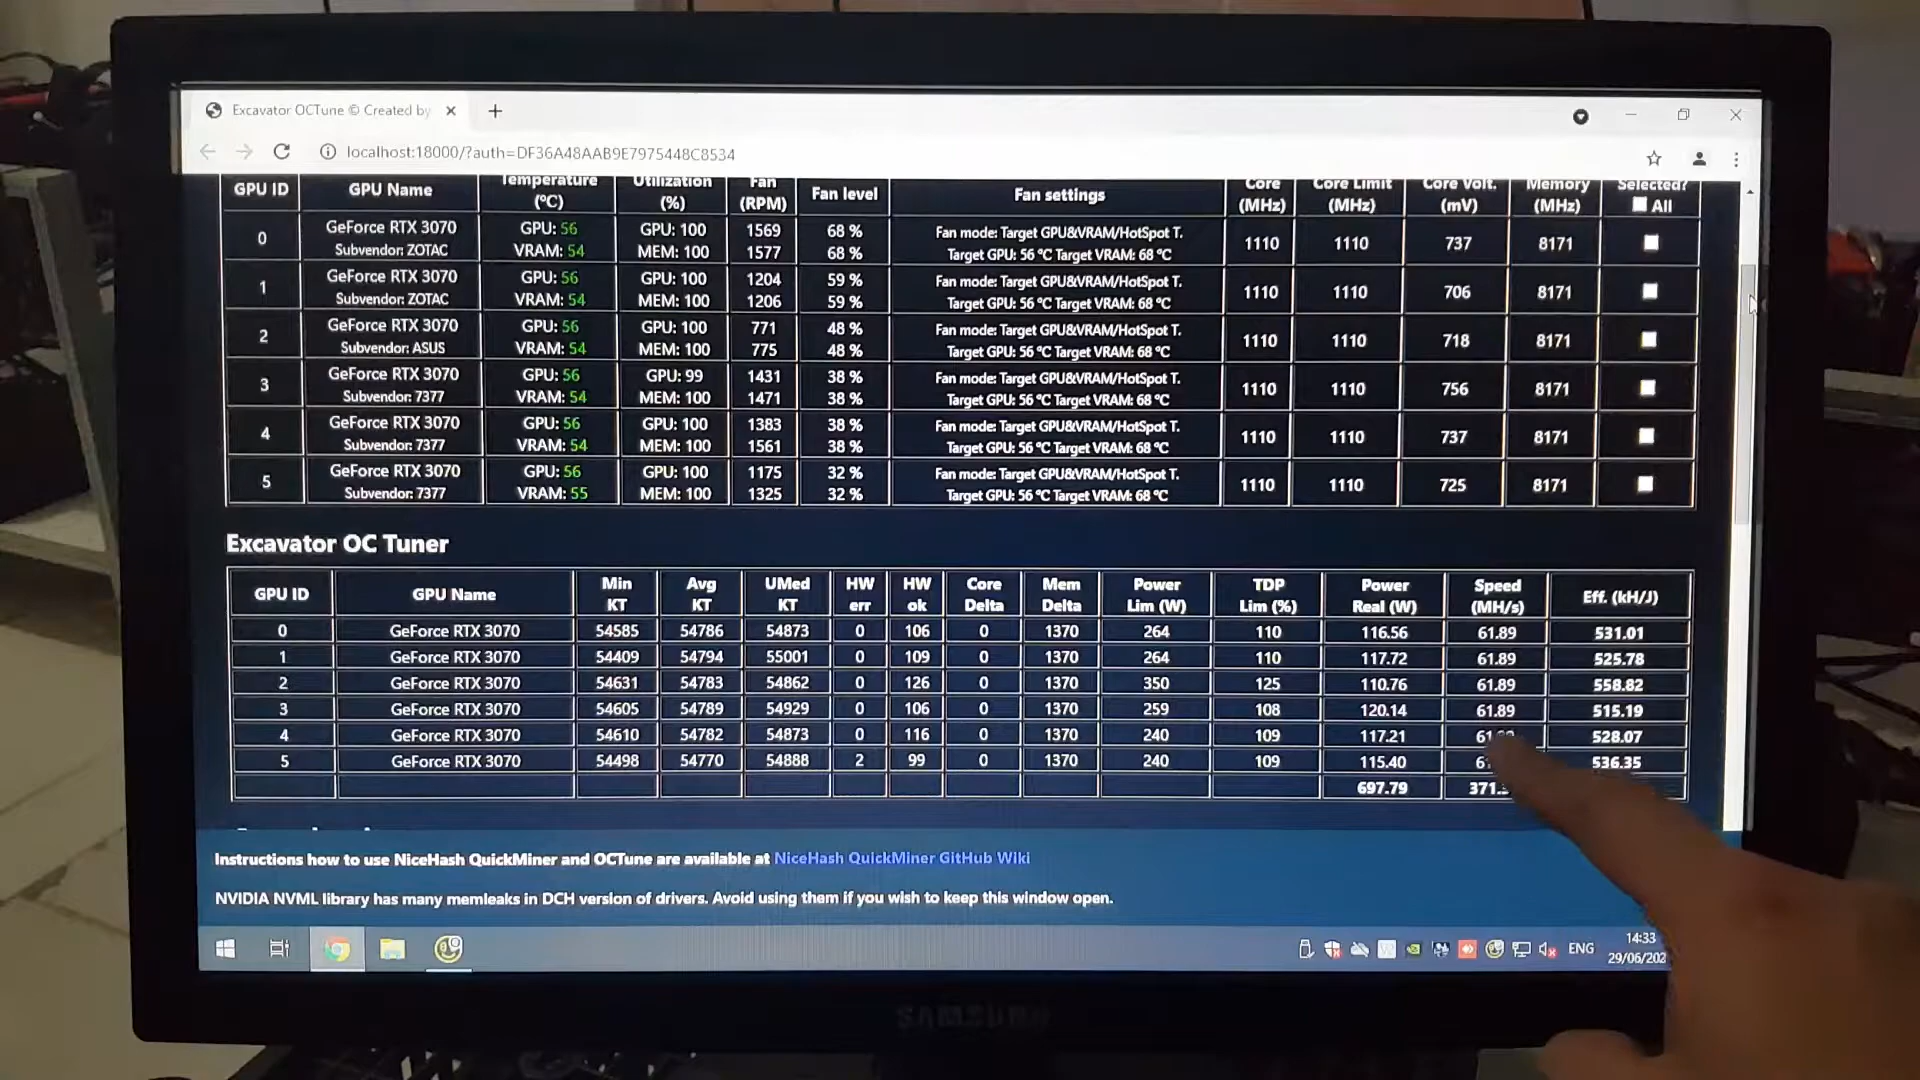 Excavator OCTune © Created by
localhost:18000/?auth=DF36A48AAB9E7975448C8534
GPU ID GPU Name Temperature (ºC) Utilization (%) Fan (RPM) Fan level Fan settings Core (MHz) Core Limit (MHz) Core Volt. (mV) Memory (MHz) Selected? All
0 GeForce RTX 3070 GPU: 56 GPU: 100 1569 68 % Fan mode: Target GPU&VRAM/HotSpot T. 1110 1110 737 8171
Subvendor: ZOTAC VRAM: 54 MEM: 100 1577 68 % Target GPU: 56 ºC Target VRAM: 68 ºC
1 GeForce RTX 3070 GPU: 56 GPU: 100 1204 59 % Fan mode: Target GPU&VRAM/HotSpot T. 1110 1110 706 8171
Subvendor: ZOTAC VRAM: 54 MEM: 100 1206 59 % Target GPU: 56 ºC Target VRAM: 68 ºC
2 GeForce RTX 3070 GPU: 56 GPU: 100 771 48 % Fan mode: Target GPU&VRAM/HotSpot T. 1110 1110 718 8171
Subvendor: ASUS VRAM: 54 MEM: 100 775 48 % Target GPU: 56 ºC Target VRAM: 68 ºC
3 GeForce RTX 3070 GPU: 56 GPU: 99 1431 38 % Fan mode: Target GPU&VRAM/HotSpot T. 1110 1110 756 8171
Subvendor: 7377 VRAM: 54 MEM: 100 1471 38 % Target GPU: 56 ºC Target VRAM: 68 ºC
4 GeForce RTX 3070 GPU: 56 GPU: 100 1383 38 % Fan mode: Target GPU&VRAM/HotSpot T. 1110 1110 737 8171
Subvendor: 7377 VRAM: 54 MEM: 100 1561 38 % Target GPU: 56 ºC Target VRAM: 68 ºC
5 GeForce RTX 3070 GPU: 56 GPU: 100 1175 32 % Fan mode: Target GPU&VRAM/HotSpot T. 1110 1110 725 8171
Subvendor: 7377 VRAM: 55 MEM: 100 1325 32 % Target GPU: 56 ºC Target VRAM: 68 ºC
Excavator OC Tuner
GPU ID GPU Name Min KT Avg KT UMed KT HW err HW ok Core Delta Mem Delta Power Lim (W) TDP Lim (%) Power Real (W) Speed (MH/s) Eff. (kH/J)
0 GeForce RTX 3070 54585 54786 54873 0 106 0 1370 264 110 116.56 61.89 531.01
1 GeForce RTX 3070 54409 54794 55001 0 109 0 1370 264 110 117.72 61.89 525.78
2 GeForce RTX 3070 54631 54783 54862 0 126 0 1370 350 125 110.76 61.89 558.82
3 GeForce RTX 3070 54605 54789 54929 0 106 0 1370 259 108 120.14 61.89 515.19
4 GeForce RTX 3070 54610 54782 54873 0 116 0 1370 240 109 117.21 528.07
5 GeForce RTX 3070 54498 54770 54888 2 99 0 1370 240 109 115.40 536.35
697.79 371.
Instructions how to use NiceHash QuickMiner and OCTune are available at NiceHash QuickMiner GitHub Wiki
NVIDIA NVML library has many memleaks in DCH version of drivers. Avoid using them if you wish to keep this window open.
ENG 14:33
29/06/202
SAMSUNG